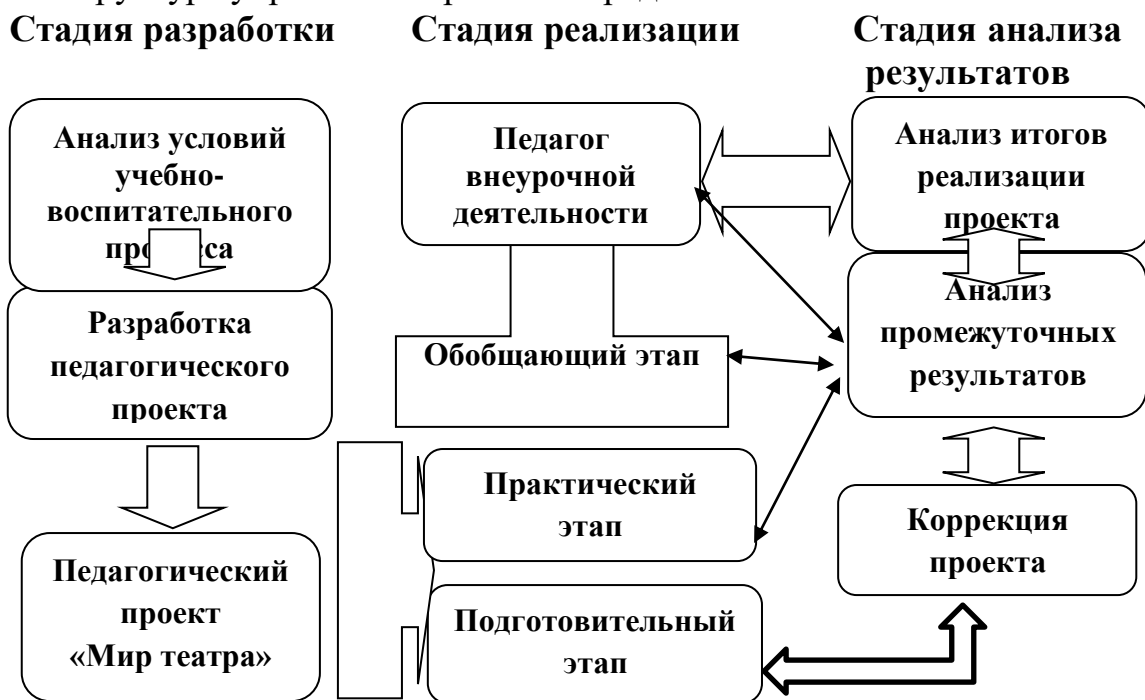 Стадия разработки
Стадия реализации
Стадия анализа
результатов
Анализ условий
учебно-
воспитательного
Разработка
педагогического
проекта
Педагогический
проект
«Мир театра»
Педагог
внеурочной
деятельности
Обобщающий этап
Практический
этап
Подготовительный
этап
Анализ итогов
реализации
проекта
Анализ
промежуточных
результатов
Коррекция
проекта